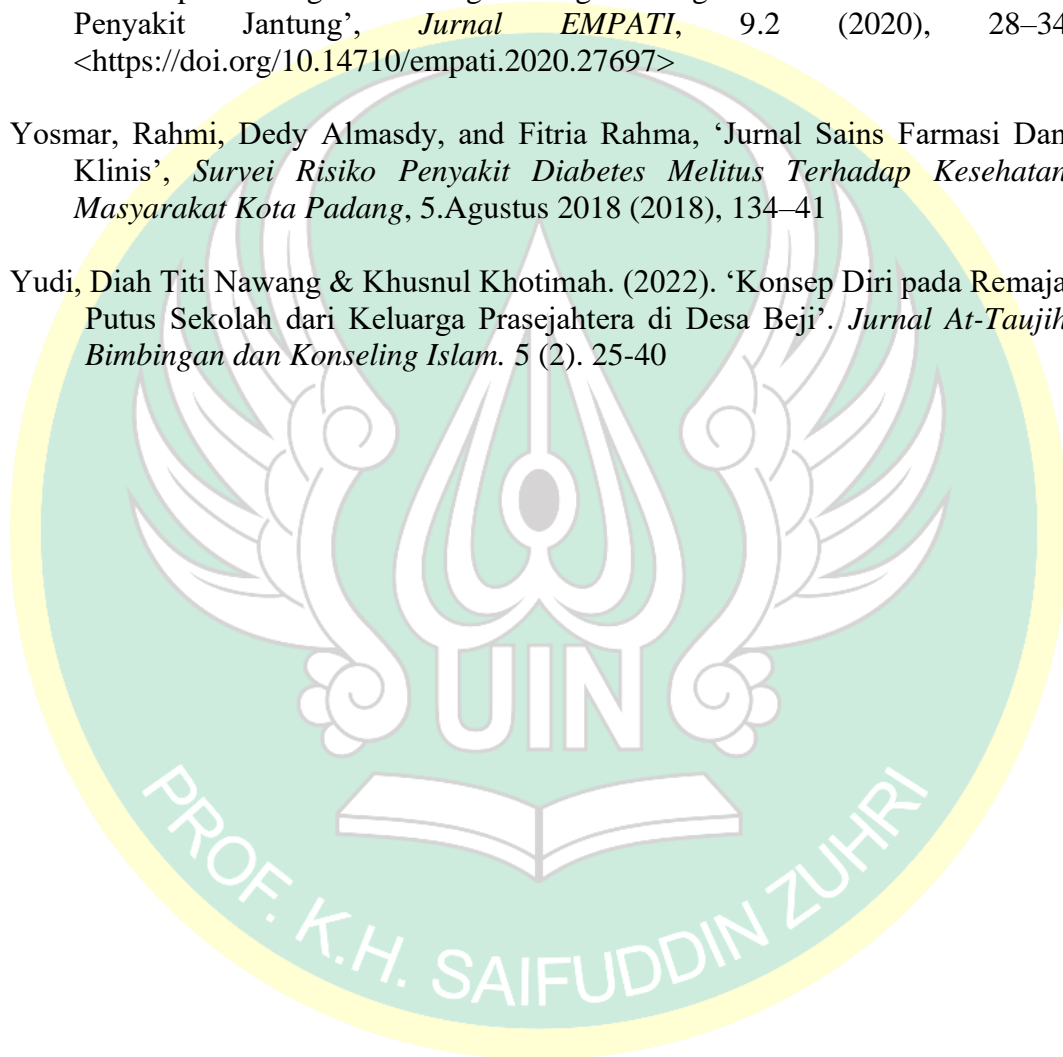 Penyakit Jantung’, Jurnal EMPATI, 9.2 (2020), 28–34
<https://doi.org/10.14710/empati.2020.27697>
Yosmar, Rahmi, Dedy Almasdy, and Fitria Rahma, ‘Jurnal Sains Farmasi Dan
Klinis’, Survei Risiko Penyakit Diabetes Melitus Terhadap Kesehatan
Masyarakat Kota Padang, 5.Agustus 2018 (2018), 134–41
Yudi, Diah Titi Nawang & Khusnul Khotimah. (2022). ‘Konsep Diri pada Remaja
Putus Sekolah dari Keluarga Prasejahtera di Desa Beji’. Jurnal At-Taujih
Bimbingan dan Konseling Islam. 5 (2). 25-40
UIN
PROF. K.H. SAIFUDDIN ZUHRI